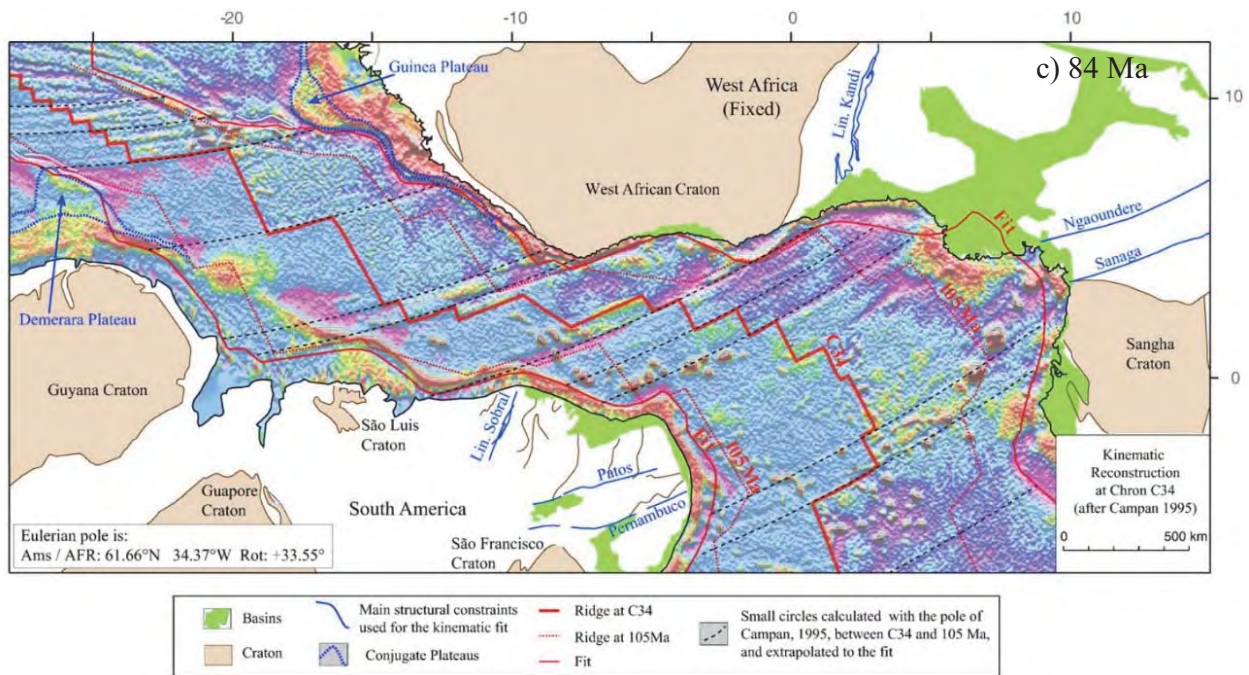 -20 -10 0 10
c) 84 Ma
Guinea Plateau
West Africa
(Fixed)
Lin. Kandi
10
West African Craton
Fit
Ngaoundere
Sanaga
105 Ma
Demerara Plateau
C34
Sangha
Craton
Guyana Craton
0
São Luis
Craton
Lin. Sobral
Fit
105 Ma
Patos
Pernambuco
Guapore
Craton
South America
São Francisco
Craton
Kinematic
Reconstruction
at Chron C34
(after Campan 1995)
0 500 km
Eulerian pole is:
Ams / AFR: 61.66°N 34.37°W Rot: +33.55°
Basins
Craton
Main structural constraints
used for the kinematic fit
Conjugate Plateaus
Ridge at C34
Ridge at 105Ma
Fit
Small circles calculated with the pole of
Campan, 1995, between C34 and 105 Ma,
and extrapolated to the fit